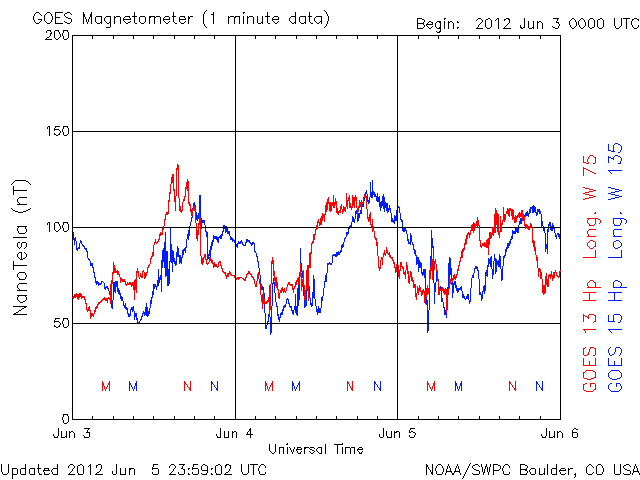 GOES Magnetometer (1 minute data)
Begin: 2012 Jun 3 0000 UTC
200
150
100
50
0
NanoTesla (nT)
M M N N M M N N M M N N
Jun 3 Jun 4 Jun 5 Jun 6
Universal Time
GOES 13 Hp Long. W 75
GOES 15 Hp Long. W 135
Updated 2012 Jun 5 23:59:02 UTC
NOAA/SWPC Boulder, CO USA